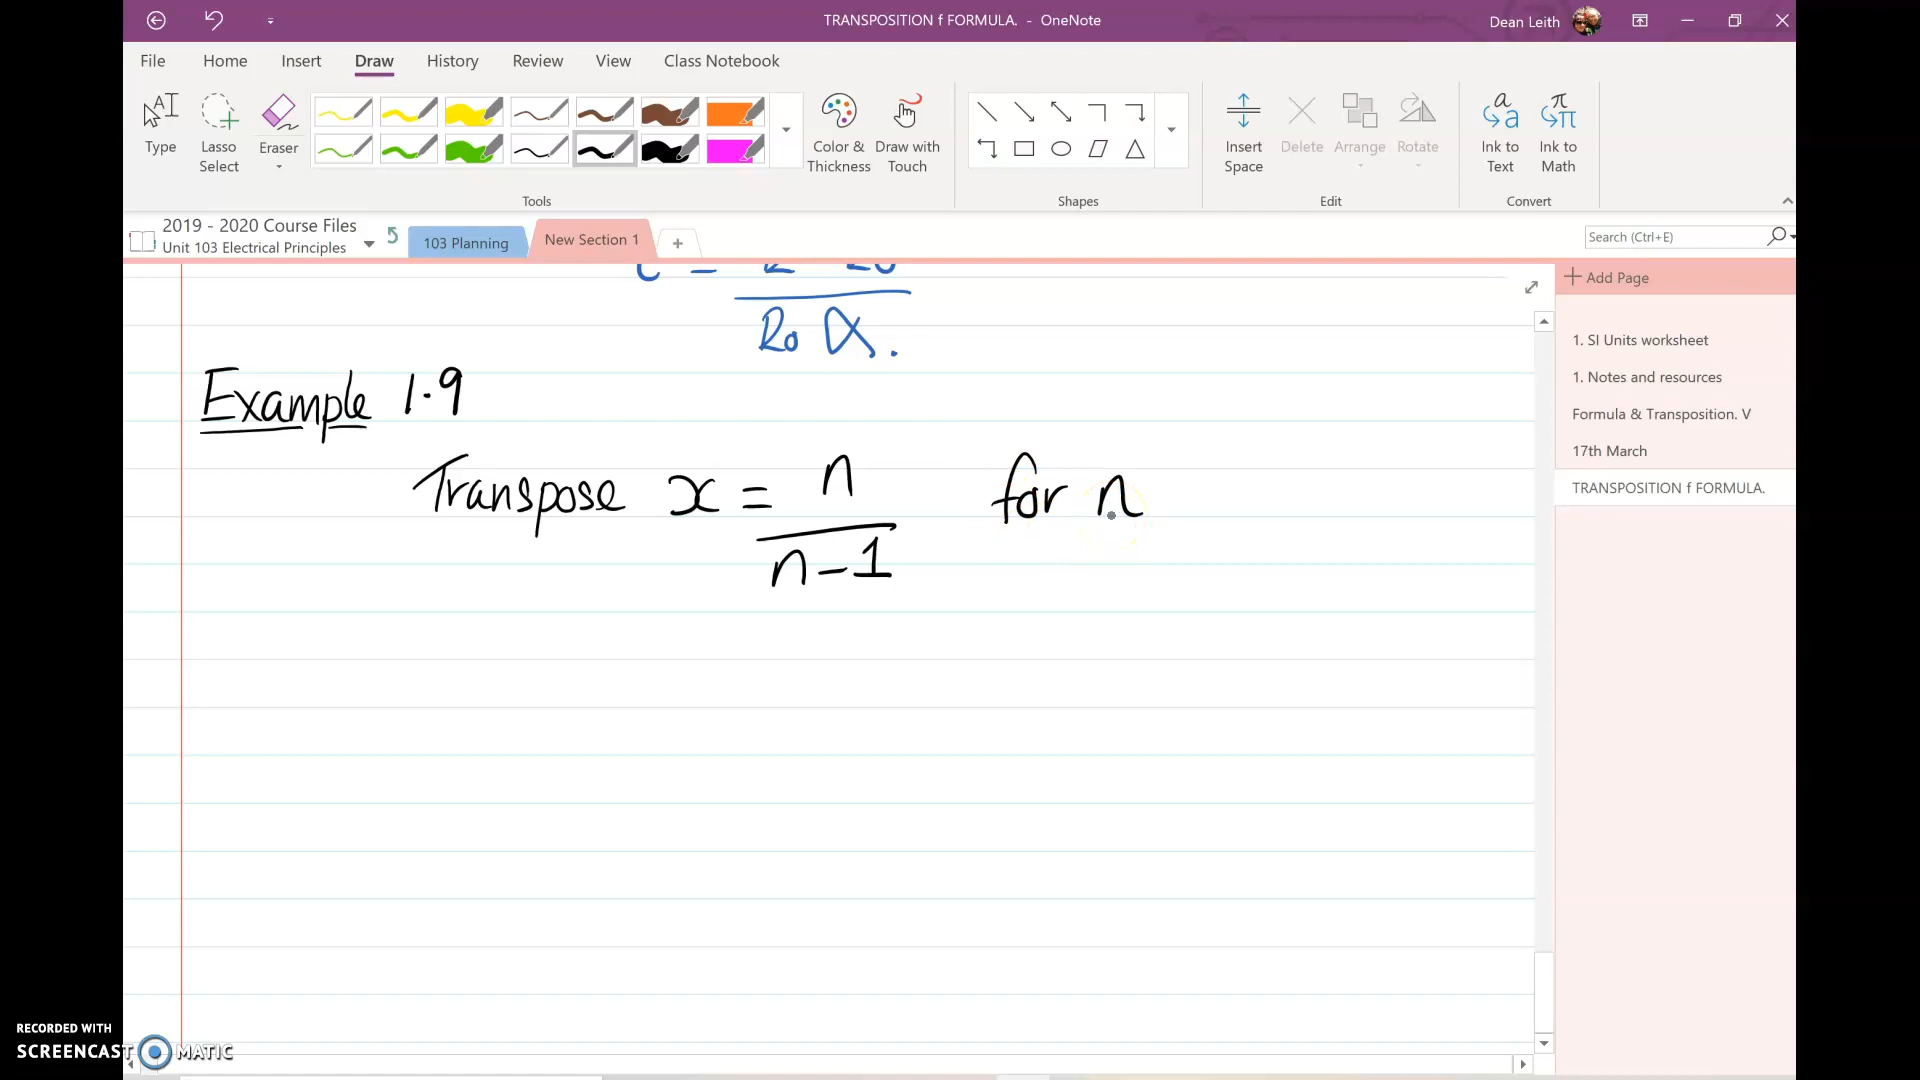 TRANSPOSITION f FORMULA. - OneNote
Dean Leith
File Home Insert Draw History Review View Class Notebook
Type
Lasso Select
Eraser
Color & Thickness
Draw with Touch
Insert Space
Delete
Arrange
Rotate
Ink to Text
Ink to Math
Tools Shapes Edit Convert
2019 - 2020 Course Files
Unit 103 Electrical Principles
103 Planning
New Section 1
Search (Ctrl+E)
Add Page
1. SI Units worksheet
1. Notes and resources
Formula & Transposition. V
17th March
TRANSPOSITION f FORMULA.
R0 α.
Example 1.9
Transpose x = n / n - 1 for n
RECORDED WITH
SCREENCAST MATIC